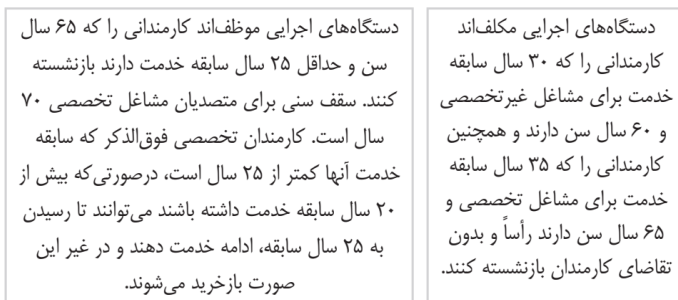 دستگاه‌های اجرایی مکلف‌اند
کارمندانی را که ۳۰ سال سابقه
خدمت برای مشاغل غیرتخصصی
و ۶۰ سال سن دارند و همچنین
کارمندانی را که ۳۵ سال سابقه
خدمت برای مشاغل تخصصی و
۶۵ سال سن دارند رأساً و بدون
تقاضای کارمندان بازنشسته کنند.
دستگاه‌های اجرایی موظف‌اند کارمندانی را که ۶۵ سال
سن و حداقل ۲۵ سال سابقه خدمت دارند بازنشسته
کنند. سقف سنی برای متصدیان مشاغل تخصصی ۷۰
سال است. کارمندان تخصصی فوق‌الذکر که سابقه
خدمت آنها کمتر از ۲۵ سال است، درصورتی‌که بیش از
۲۰ سال سابقه خدمت داشته باشند می‌توانند تا رسیدن
به ۲۵ سال سابقه، ادامه خدمت دهند و در غیر این
صورت بازخرید می‌شوند.